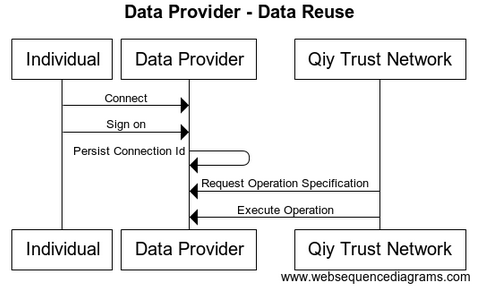 Data Provider - Data Reuse
Individual
Data Provider
Qiy Trust Network
Connect
Sign on
Persist Connection Id
Request Operation Specification
Execute Operation
Individual
Data Provider
Qiy Trust Network
www.websequencediagrams.com